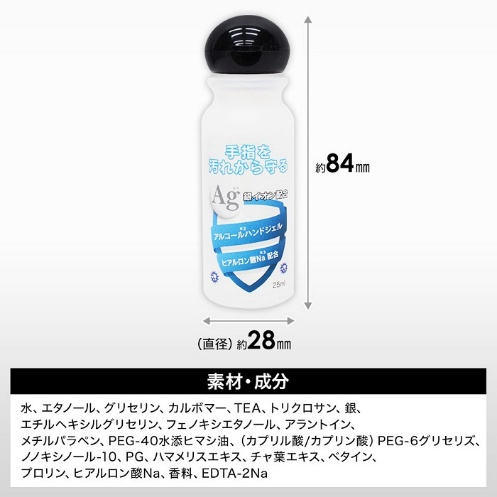 手指を
汚れから守る
Ag 銀イオン配合
アルコールハンドジェル
ヒアルロン酸Na 配合
28㎖
約84㎜
(直径) 約28㎜
素材・成分
水、エタノール、グリセリン、カルボマー、TEA、トリクロサン、銀、
エチルヘキシルグリセリン、フェノキシエタノール、アラントイン、
メチルパラベン、PEG-40水添ヒマシ油、(カプリル酸/カプリン酸) PEG-6グリセリズ、
ノノキシノール-10、PG、ハマメリスエキス、チャ葉エキス、ベタイン、
プロリン、ヒアルロン酸Na、香料、EDTA-2Na